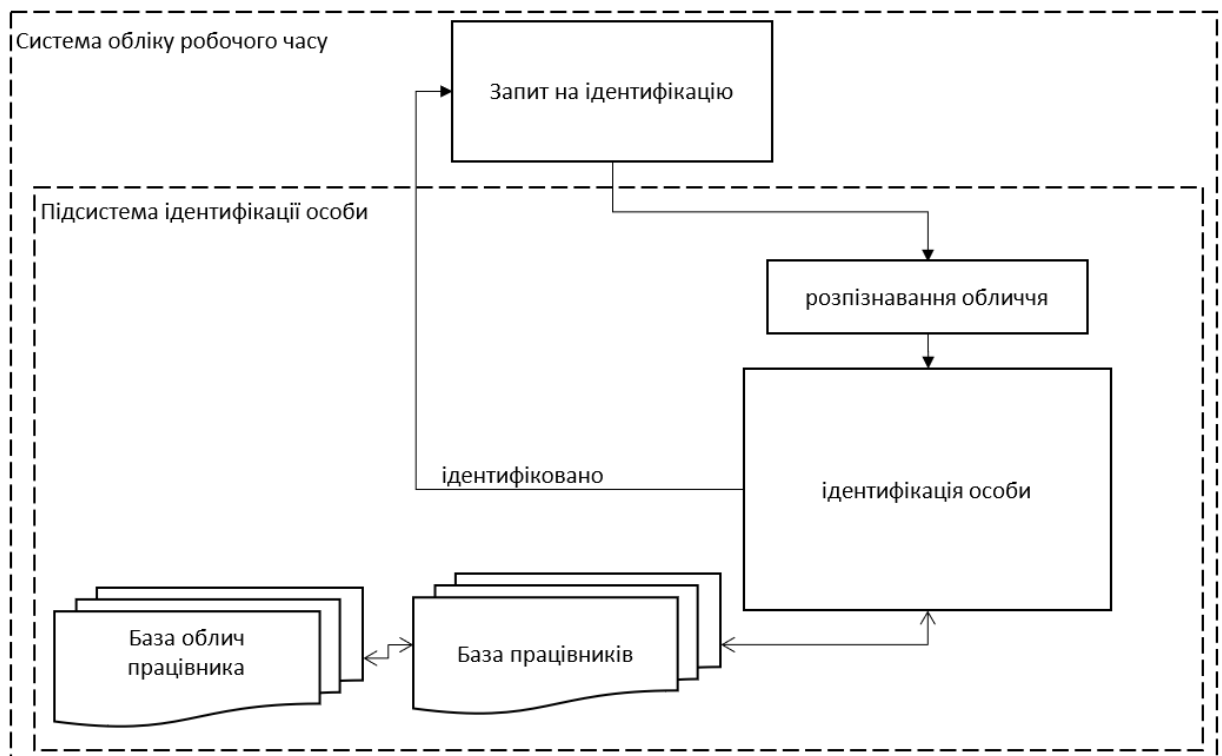 Система обліку робочого часу
Запит на ідентифікацію
Підсистема ідентифікації особи
розпізнавання обличчя
ідентифіковано
ідентифікація особи
База облич
працівника
База працівників